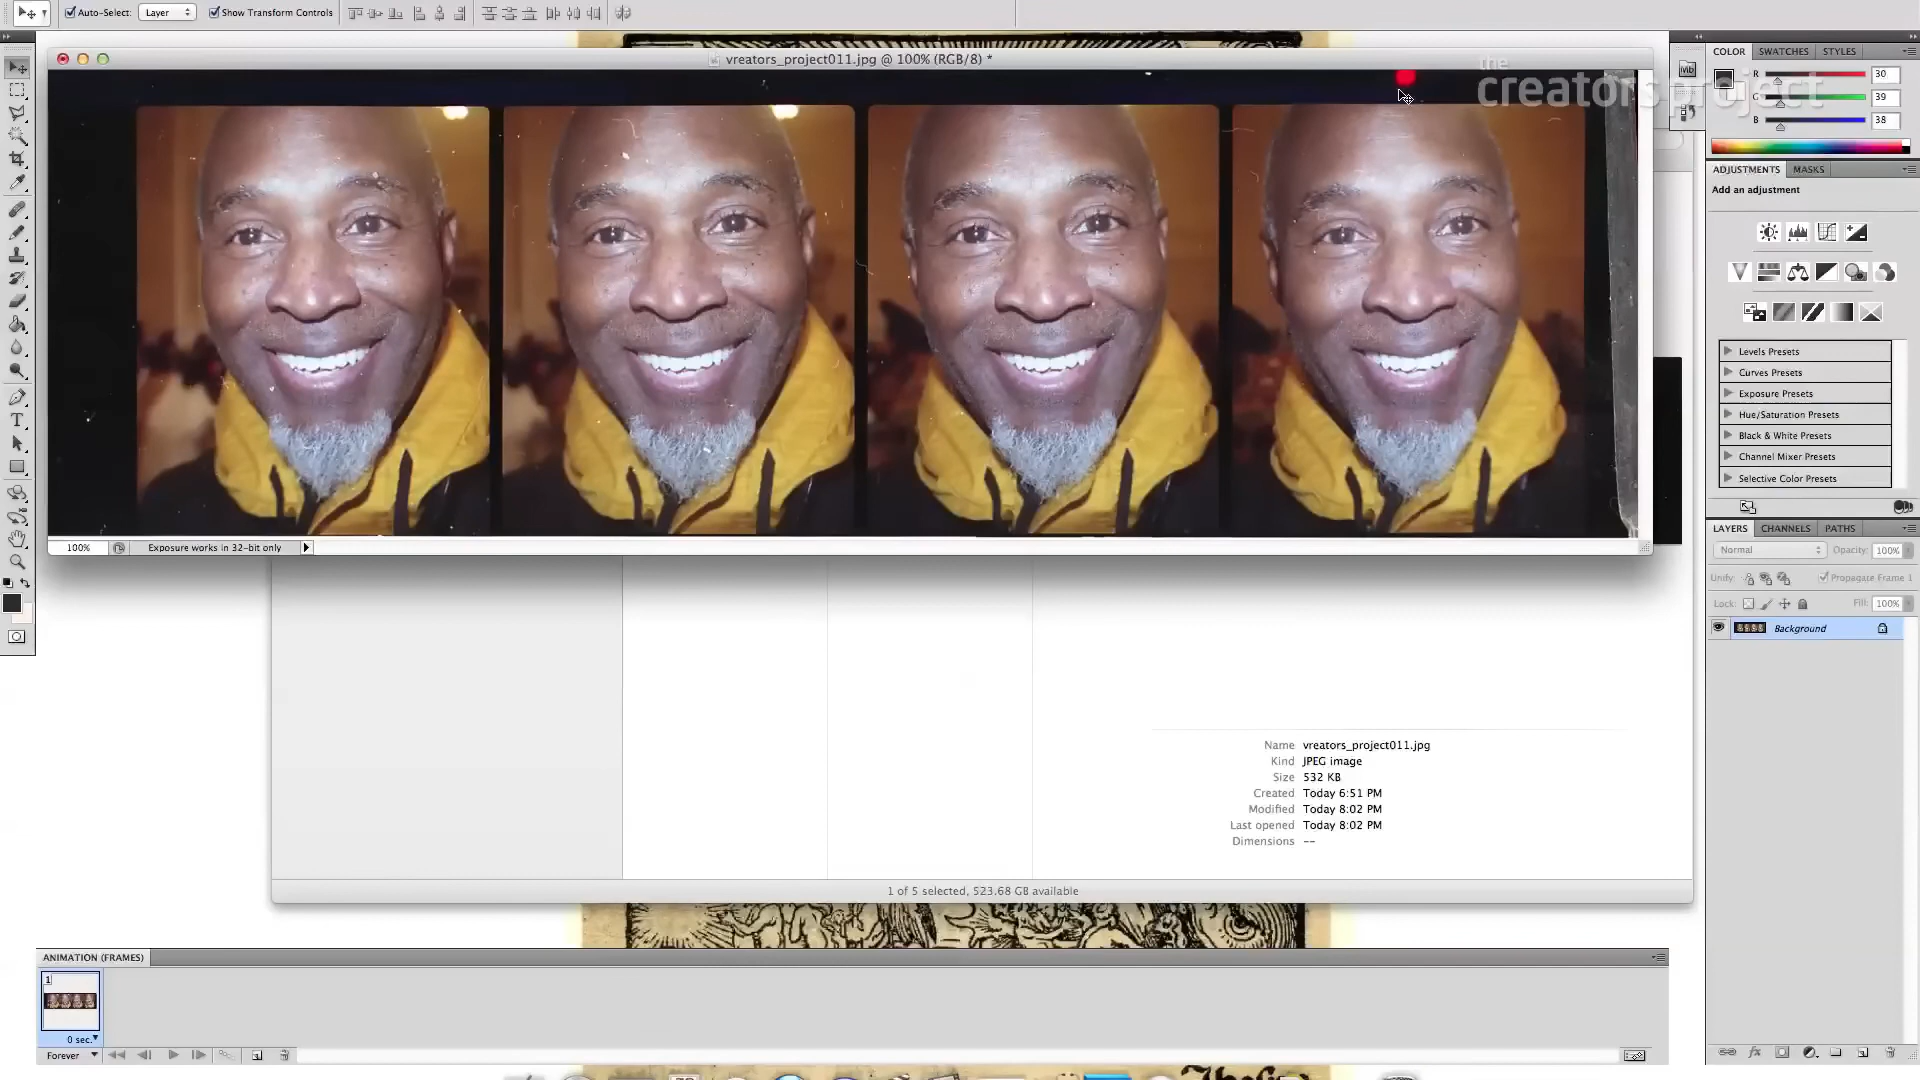 Auto-Select: Layer Show Transform Controls
vreators_project011.jpg @ 100% (RGB/8) *
the
creatorsproject
COLOR SWATCHES STYLES
Mb
R 30
G 39
B 38
ADJUSTMENTS MASKS
Add an adjustment
Levels Presets
Curves Presets
Exposure Presets
Hue/Saturation Presets
Black & White Presets
Channel Mixer Presets
Selective Color Presets
100% Exposure works in 32-bit only
LAYERS CHANNELS PATHS
Normal Opacity: 100%
Unify: Propagate Frame 1
Lock: Fill: 100%
Background
T
Name vreators_project011.jpg
Kind JPEG image
Size 532 KB
Created Today 6:51 PM
Modified Today 8:02 PM
Last opened Today 8:02 PM
Dimensions --
1 of 5 selected, 523.68 GB available
ANIMATION (FRAMES)
1
0 sec.
Forever
fx